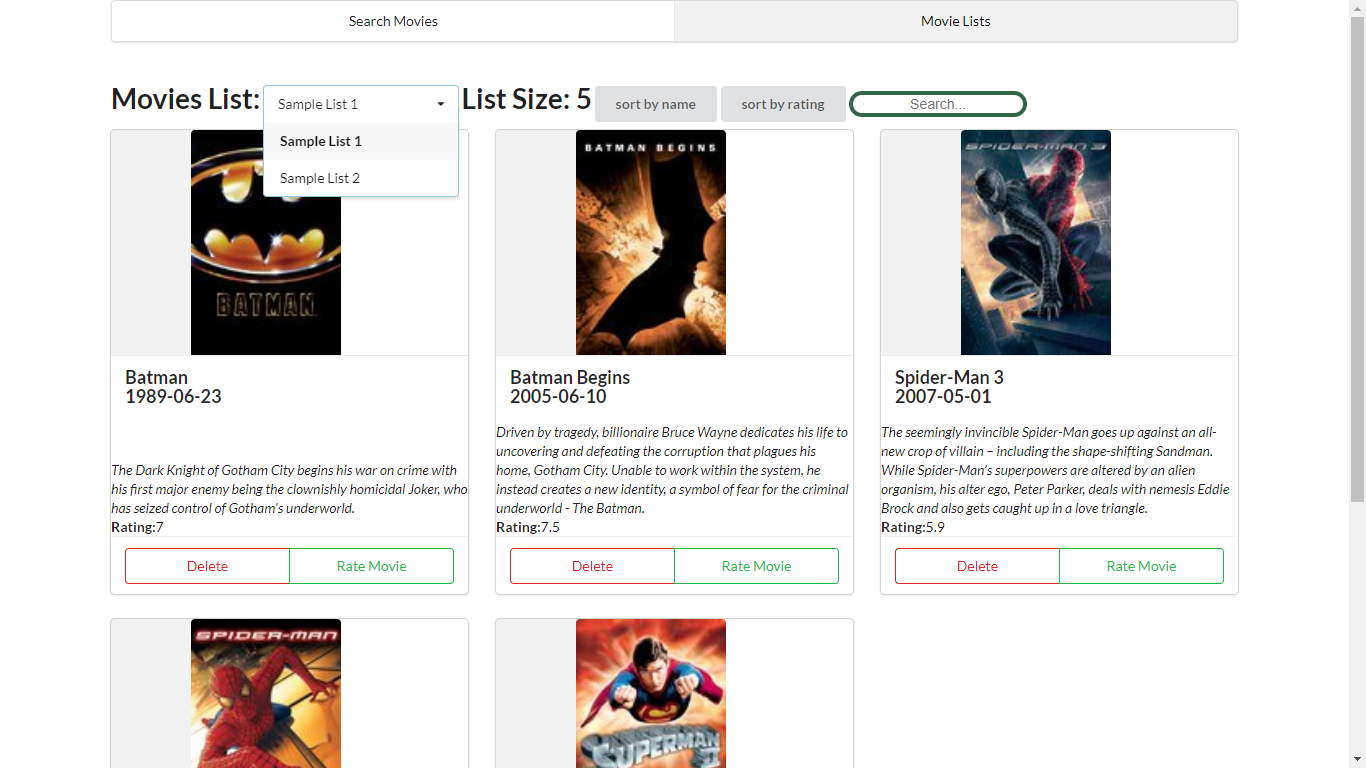 Search Movies
Movie Lists
Movies List:
Sample List 1
List Size: 5
sort by name
sort by rating
Search...
Sample List 1
Sample List 2
BATMAN
BATMAN BEGINS
SPIDER-MAN 3
Batman
1989-06-23
The Dark Knight of Gotham City begins his war on crime with
his first major enemy being the clownishly homicidal Joker, who
has seized control of Gotham's underworld.
Rating:7
Delete
Rate Movie
Batman Begins
2005-06-10
Driven by tragedy, billionaire Bruce Wayne dedicates his life to
uncovering and defeating the corruption that plagues his
home, Gotham City. Unable to work within the system, he
instead creates a new identity, a symbol of fear for the criminal
underworld - The Batman.
Rating:7.5
Delete
Rate Movie
Spider-Man 3
2007-05-01
The seemingly invincible Spider-Man goes up against an all-
new crop of villain – including the shape-shifting Sandman.
While Spider-Man's superpowers are altered by an alien
organism, his alter ego, Peter Parker, deals with nemesis Eddie
Brock and also gets caught up in a love triangle.
Rating:5.9
Delete
Rate Movie
SPIDER-MAN
SUPERMAN II